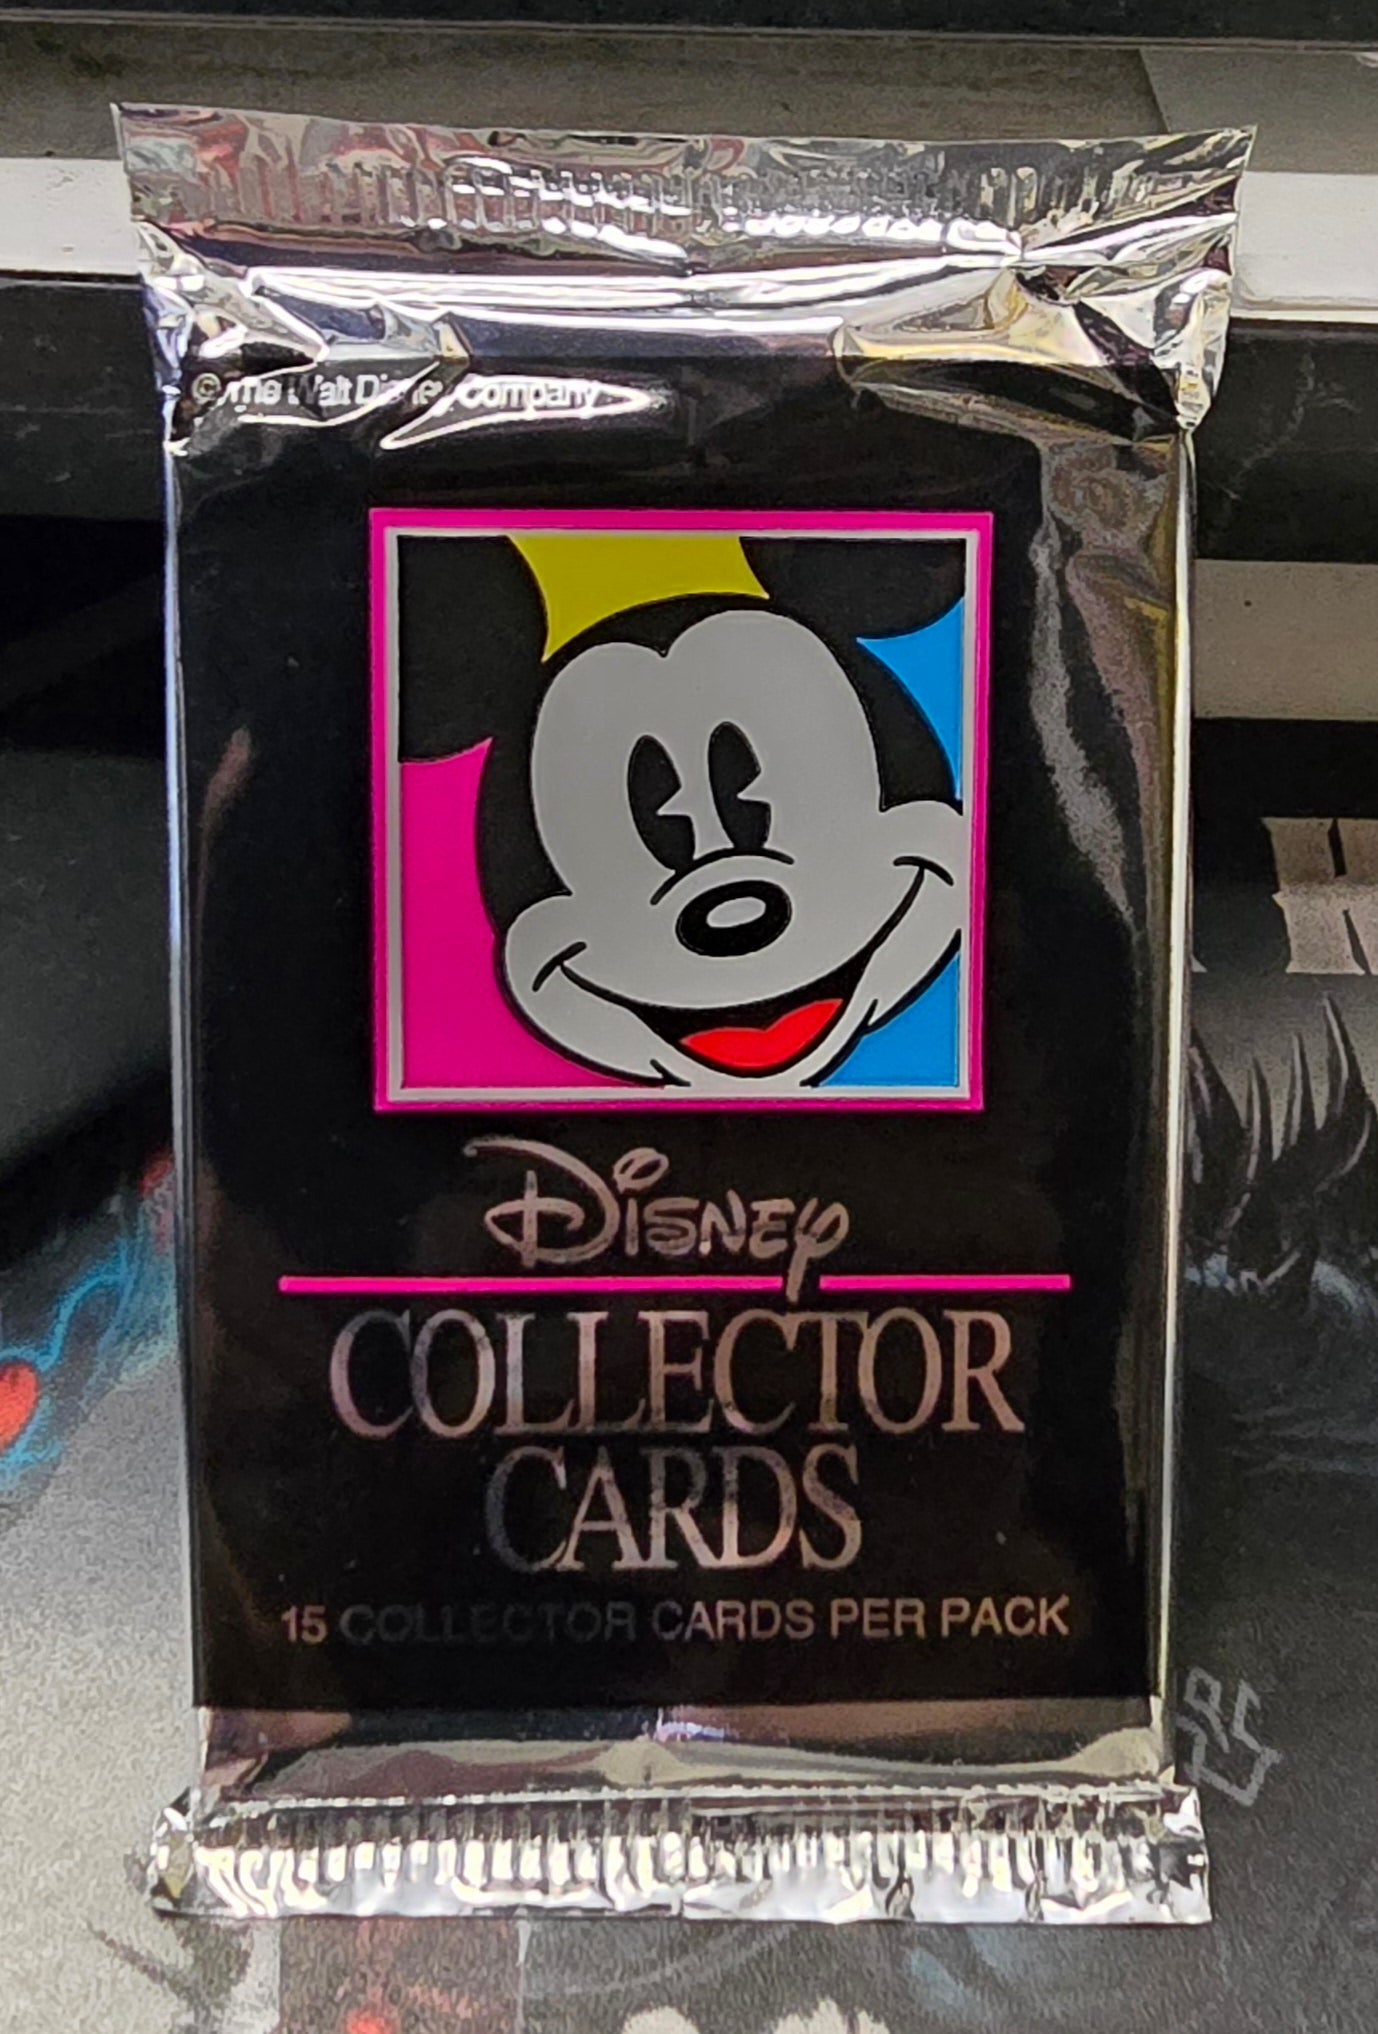 © The Walt Disney Company
Disney
COLLECTOR
CARDS
15 COLLECTOR CARDS PER PACK